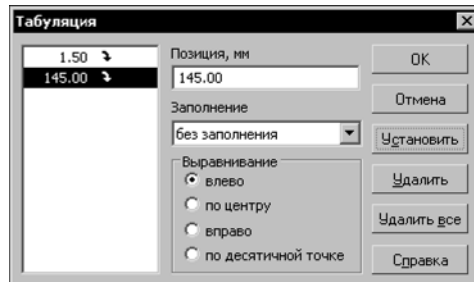 Табуляция
1.50
145.00
Позиция, мм
145.00
Заполнение
без заполнения
Выравнивание
влево
по центру
вправо
по десятичной точке
OK
Отмена
Установить
Удалить
Удалить все
Справка